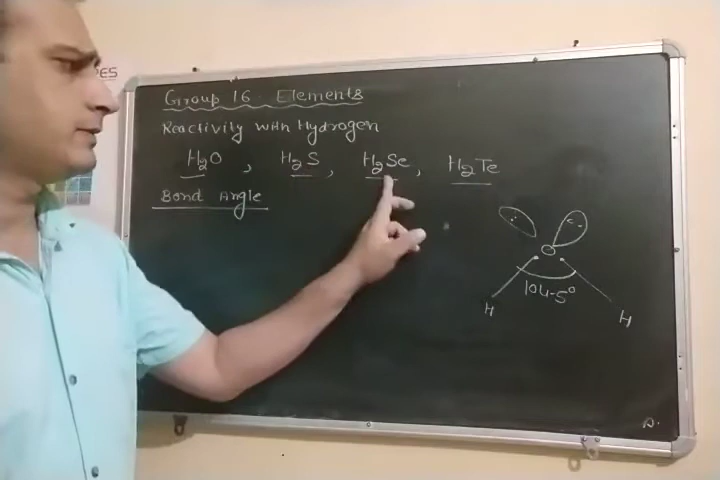 Group 16 Elements
Reactivity with Hydrogen
H₂O , H₂S , H₂Se , H₂Te
Bond Angle
O
104.5°
H
H